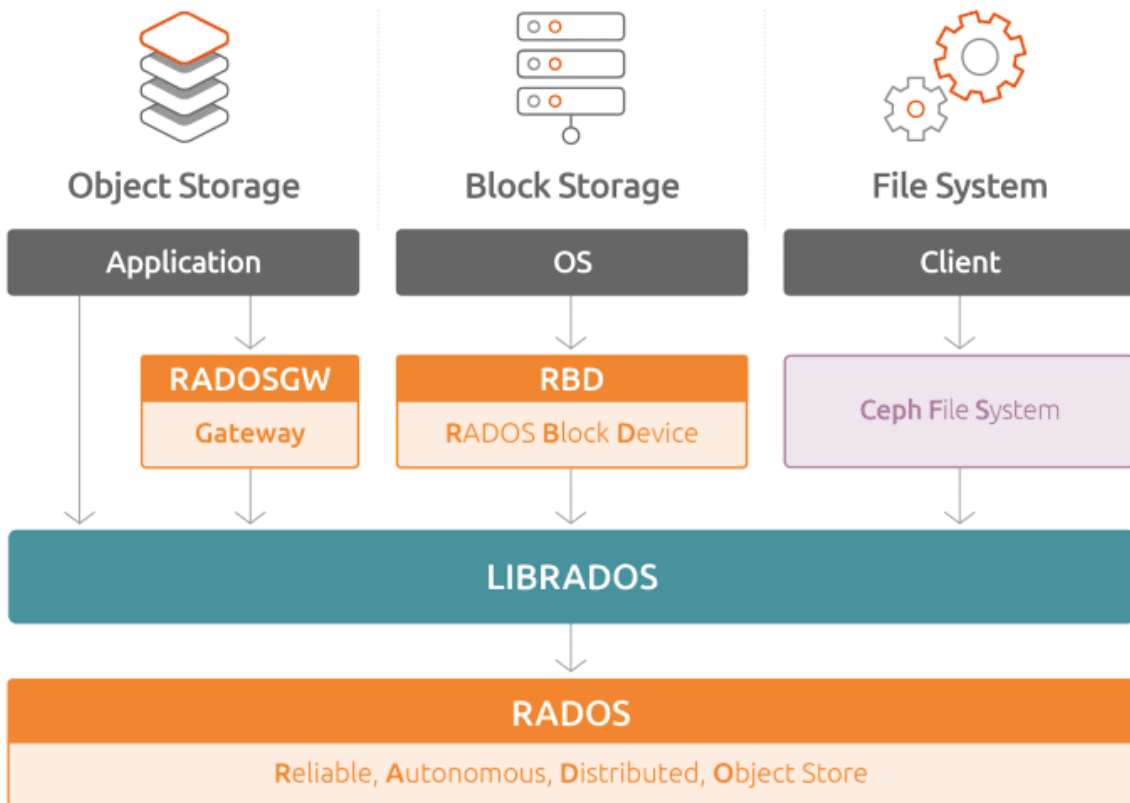 Object Storage
Block Storage
File System
Application
OS
Client
RADOSGW
Gateway
RBD
RADOS Block Device
Ceph File System
LIBRADOS
RADOS
Reliable, Autonomous, Distributed, Object Store